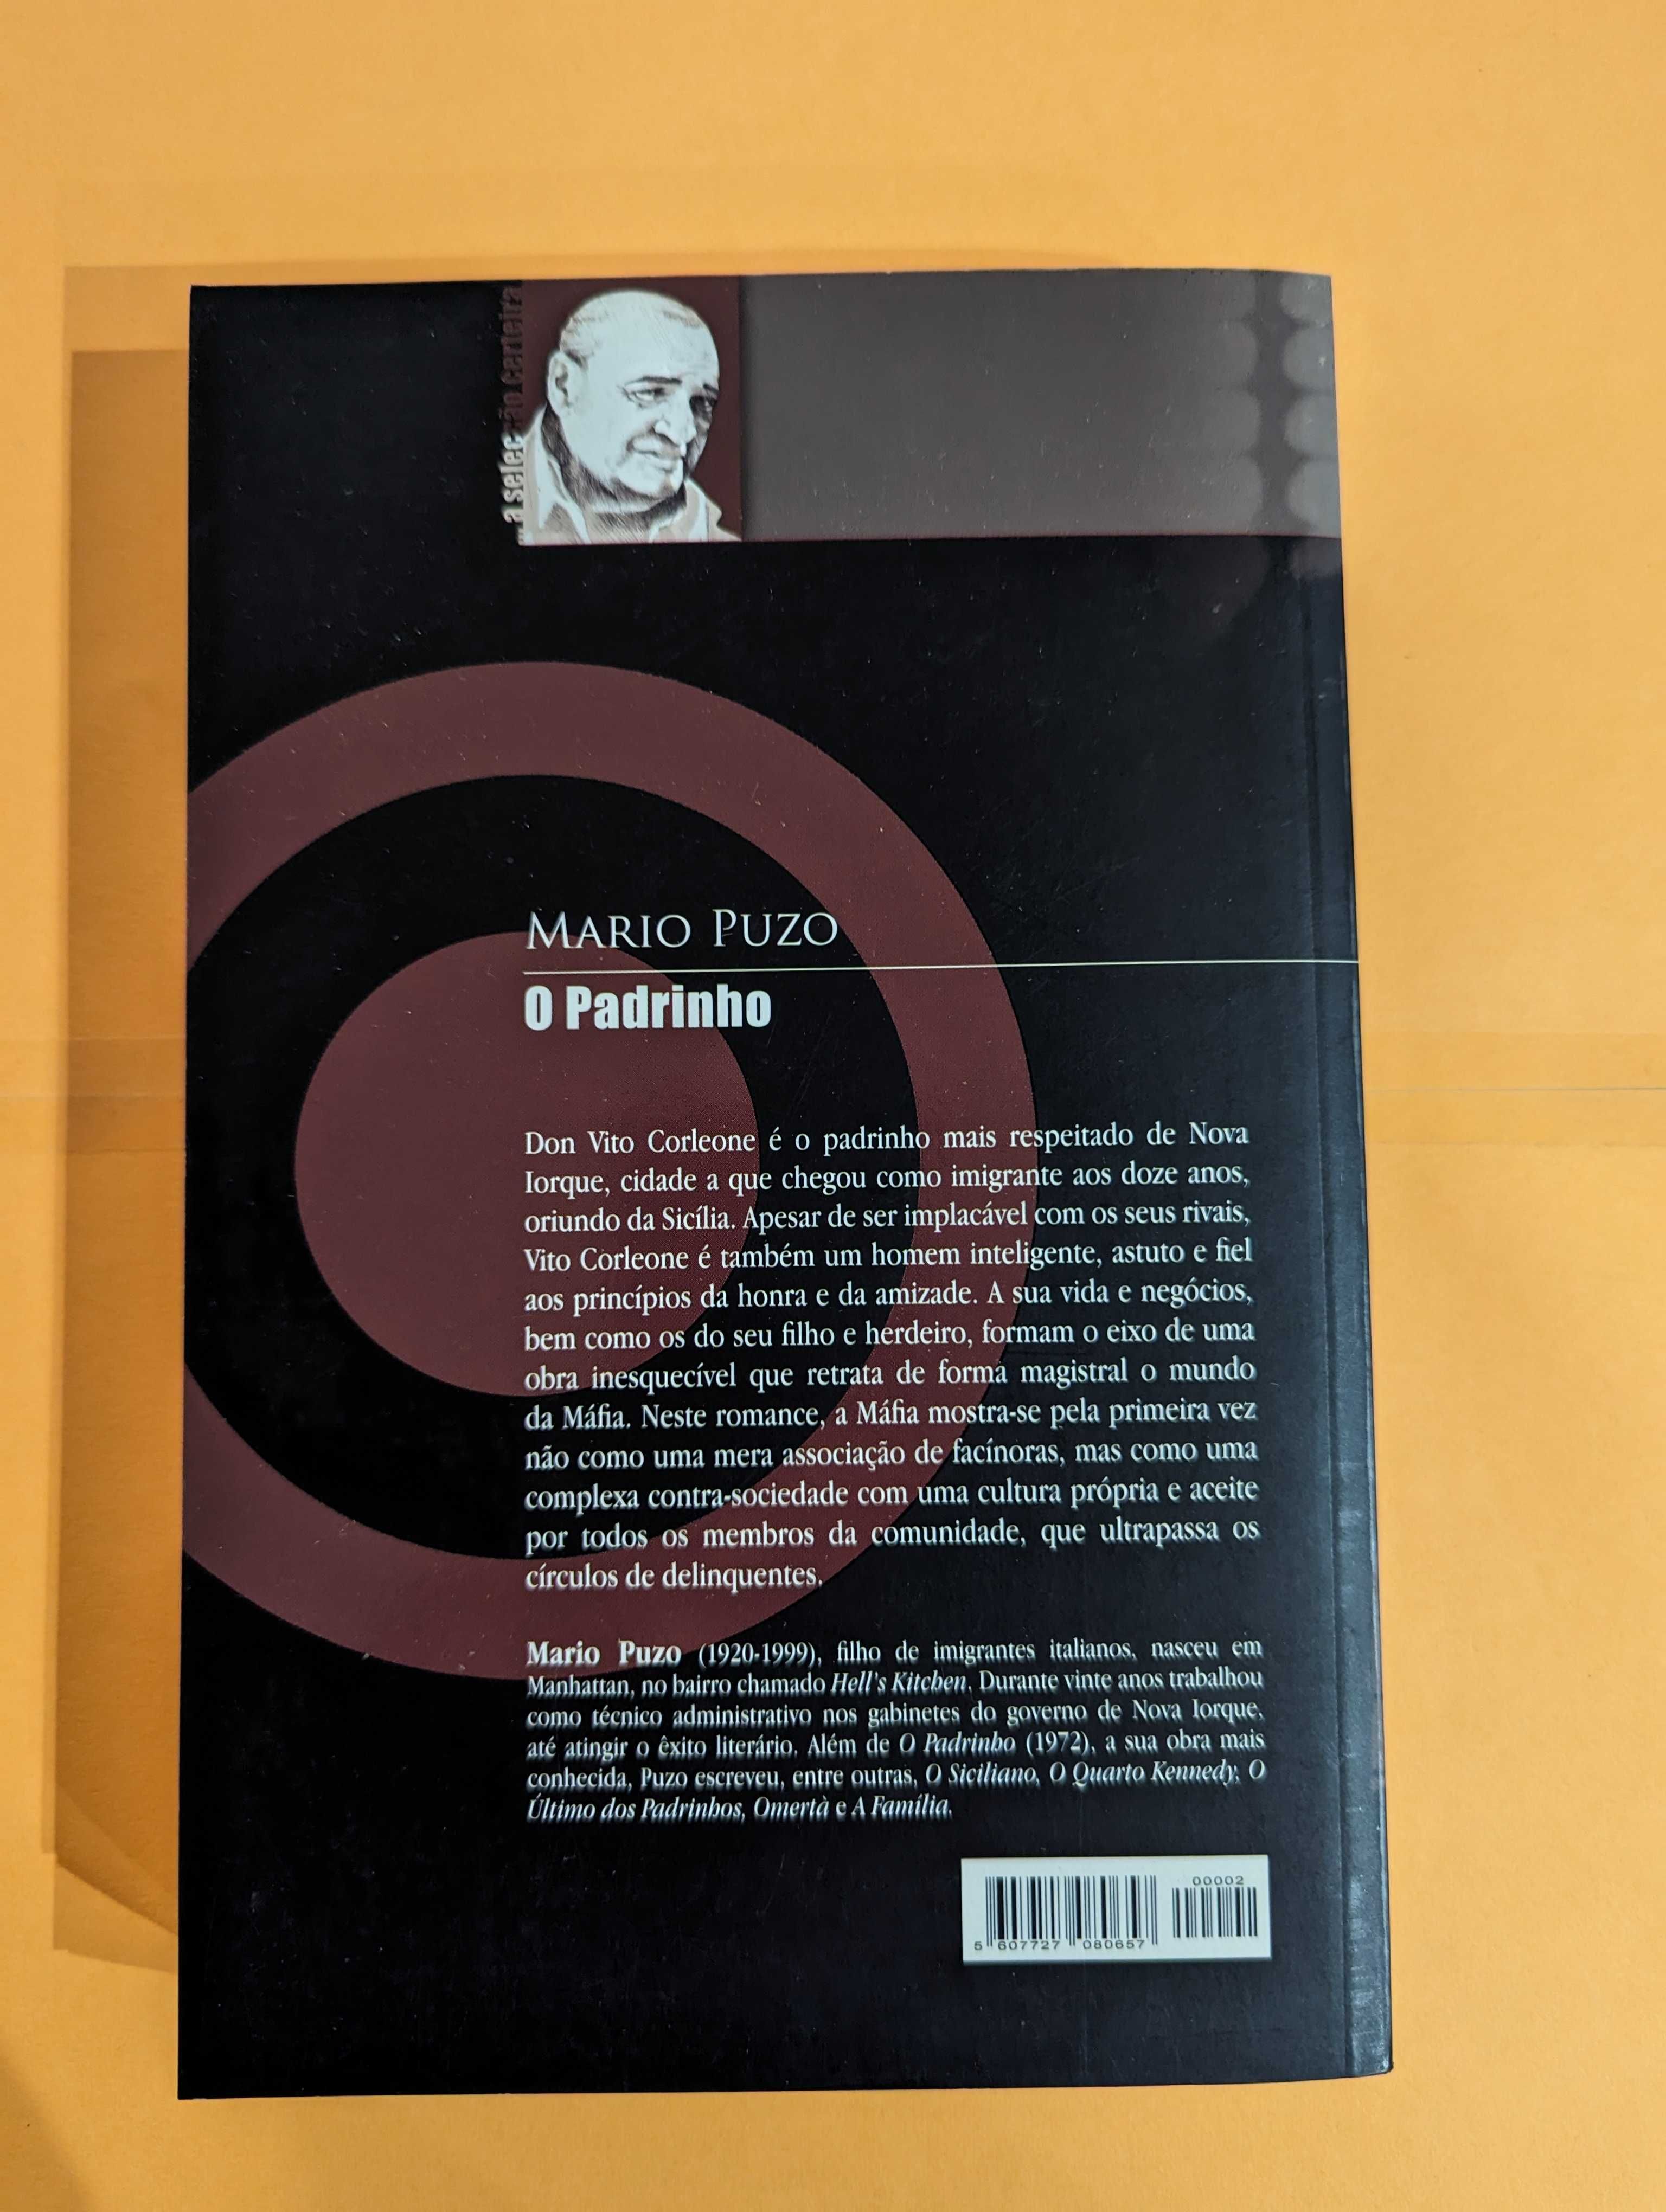 ... a selecção certeira
MARIO PUZO
O Padrinho
Don Vito Corleone é o padrinho mais respeitado de Nova
Iorque, cidade a que chegou como imigrante aos doze anos,
oriundo da Sicília. Apesar de ser implacável com os seus rivais,
Vito Corleone é também um homem inteligente, astuto e fiel
aos princípios da honra e da amizade. A sua vida e negócios,
bem como os do seu filho e herdeiro, formam o eixo de uma
obra inesquecível que retrata de forma magistral o mundo
da Máfia. Neste romance, a Máfia mostra-se pela primeira vez
não como uma mera associação de facínoras, mas como uma
complexa contra-sociedade com uma cultura própria e aceite
por todos os membros da comunidade, que ultrapassa os
círculos de delinquentes.
Mario Puzo (1920-1999), filho de imigrantes italianos, nasceu em
Manhattan, no bairro chamado Hell's Kitchen. Durante vinte anos trabalhou
como técnico administrativo nos gabinetes do governo de Nova Iorque,
até atingir o êxito literário. Além de O Padrinho (1972), a sua obra mais
conhecida, Puzo escreveu, entre outras, O Siciliano, O Quarto Kennedy, O
Último dos Padrinhos, Omertà e A Família.
00002
5 607727 080657